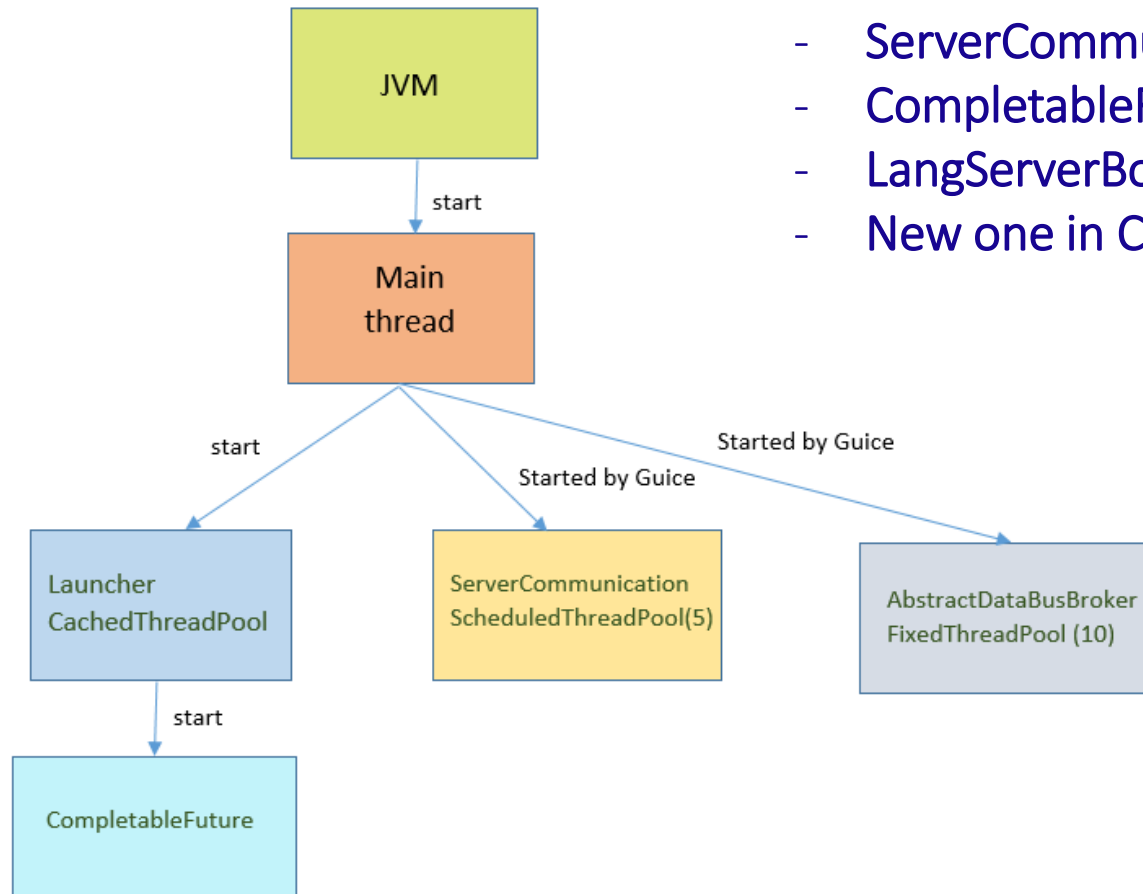 - ServerCommu
- Completable
- LangServerBo
- New one in C
JVM
start
Main
thread
start
Started by Guice
Started by Guice
Launcher
CachedThreadPool
ServerCommunication
ScheduledThreadPool(5)
AbstractDataBusBroker
FixedThreadPool (10)
start
CompletableFuture